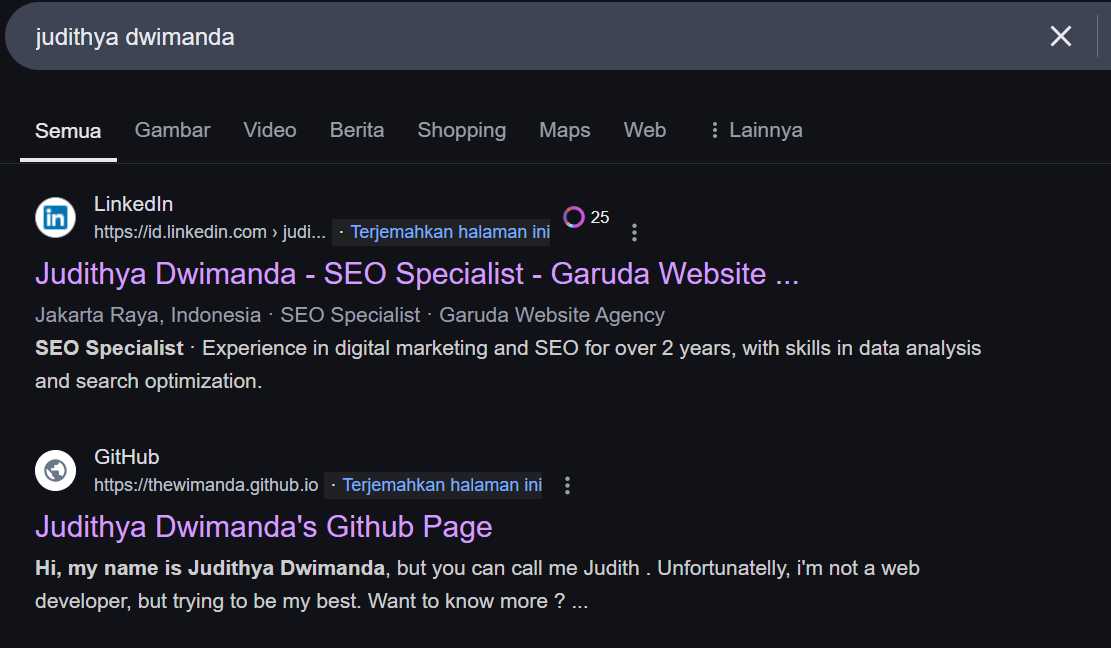 judithya dwimanda
Semua Gambar Video Berita Shopping Maps Web Lainnya
LinkedIn
https://id.linkedin.com › judi... · Terjemahkan halaman ini 25
Judithya Dwimanda - SEO Specialist - Garuda Website ...
Jakarta Raya, Indonesia · SEO Specialist · Garuda Website Agency
SEO Specialist · Experience in digital marketing and SEO for over 2 years, with skills in data analysis
and search optimization.
GitHub
https://thewimanda.github.io · Terjemahkan halaman ini
Judithya Dwimanda's Github Page
Hi, my name is Judithya Dwimanda, but you can call me Judith . Unfortunatelly, i'm not a web
developer, but trying to be my best. Want to know more ? ...